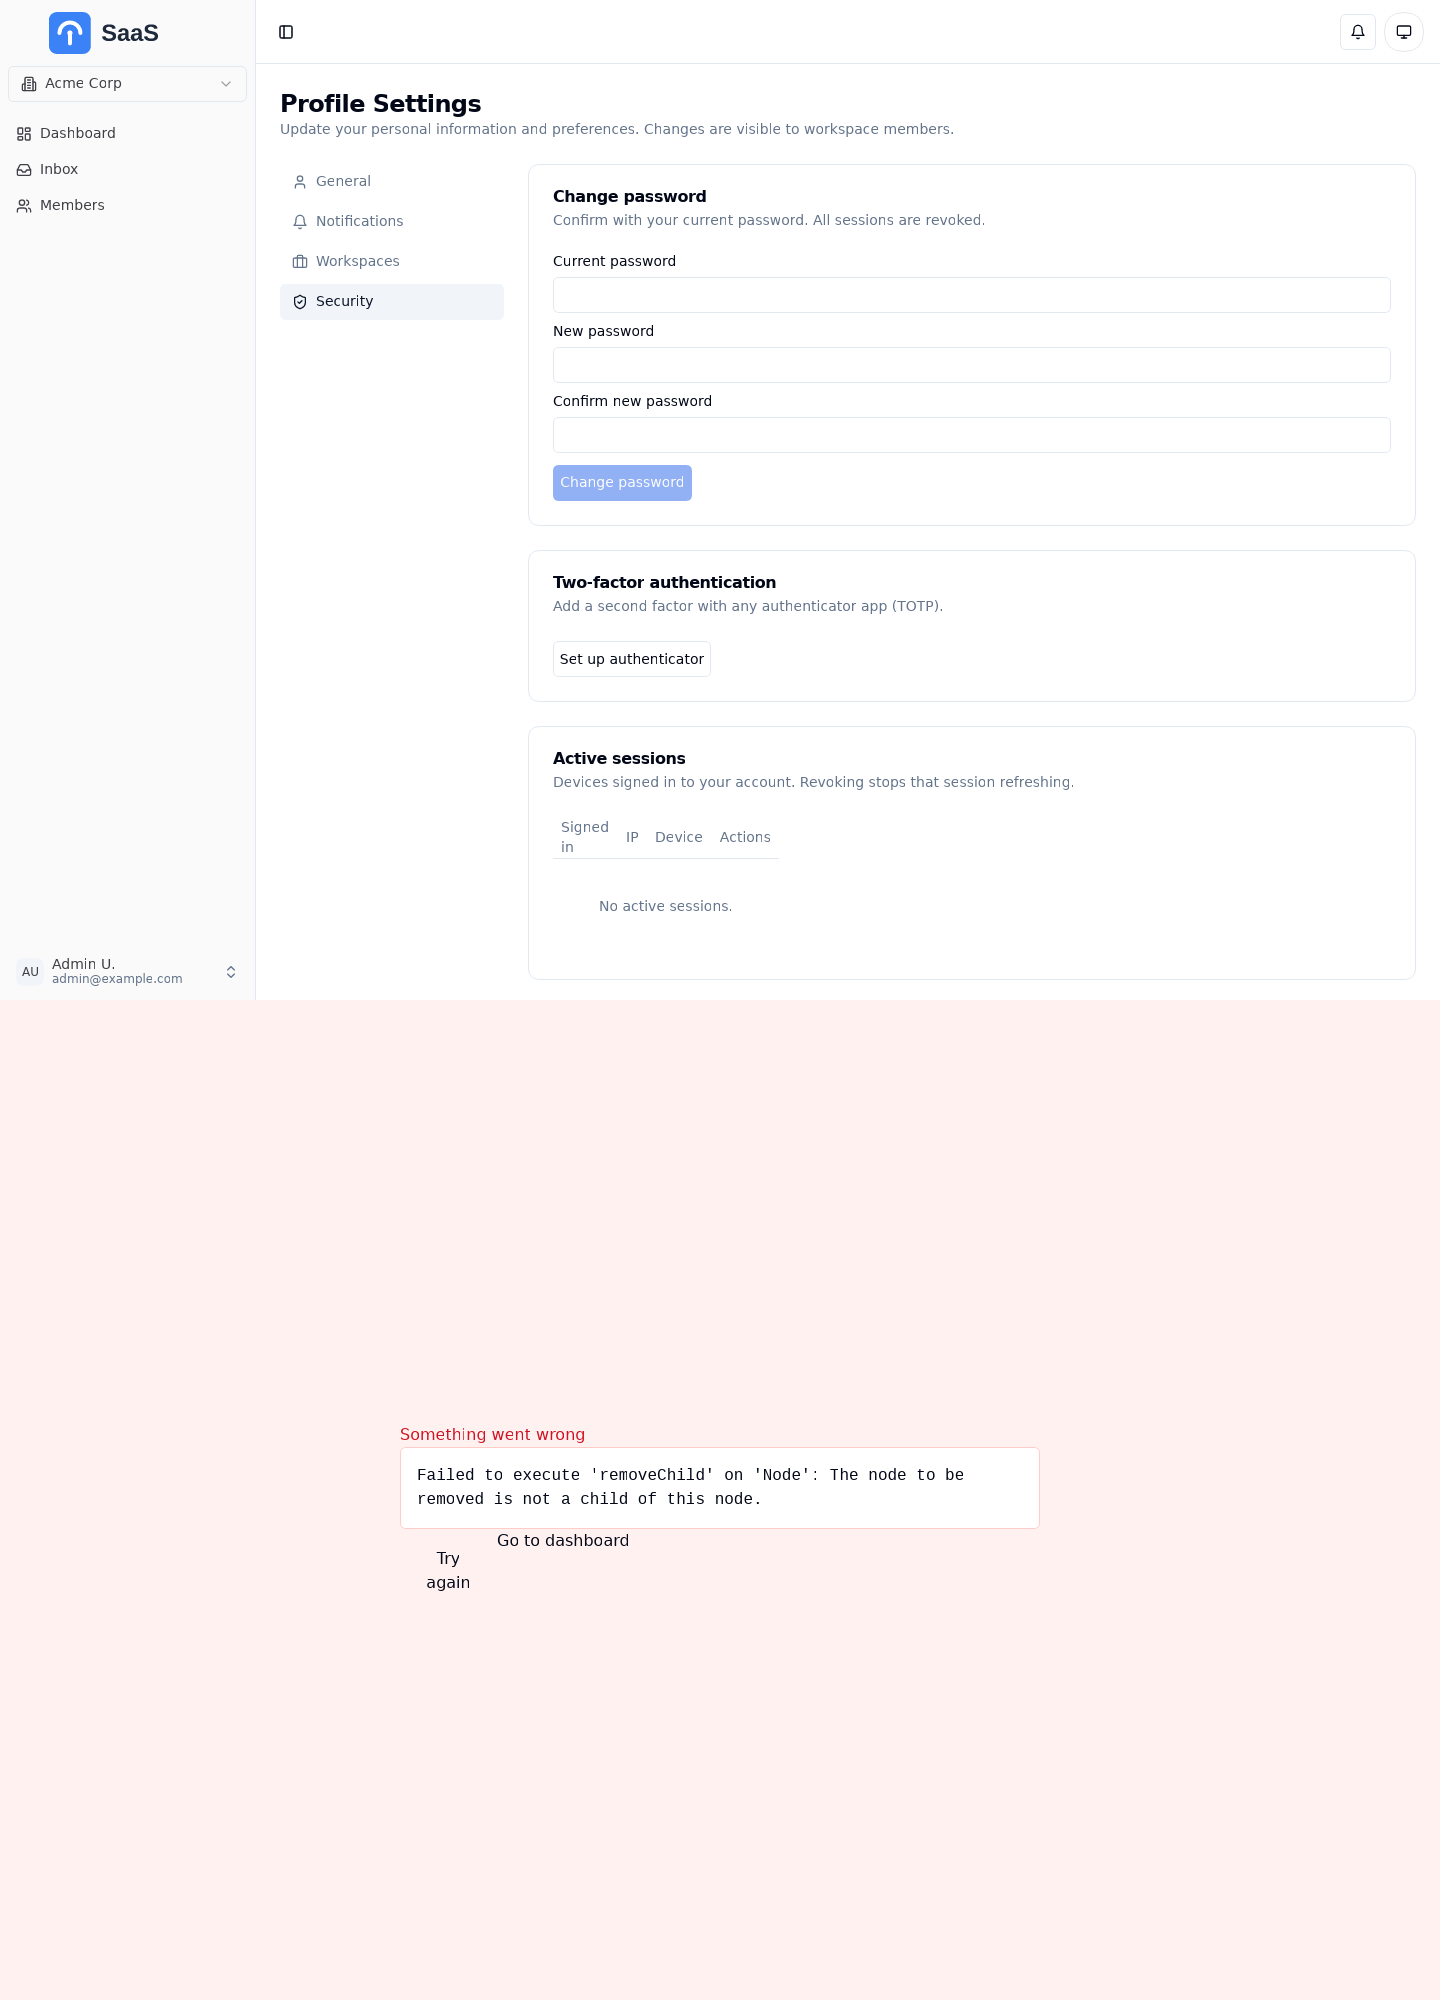 SaaS
Acme Corp
Dashboard
Inbox
Members
AU
Admin U.
admin@example.com
Profile Settings
Update your personal information and preferences. Changes are visible to workspace members.
General
Notifications
Workspaces
Security
Change password
Confirm with your current password. All sessions are revoked.
Current password
New password
Confirm new password
Change password
Two-factor authentication
Add a second factor with any authenticator app (TOTP).
Set up authenticator
Active sessions
Devices signed in to your account. Revoking stops that session refreshing.
Signed
in
IP
Device
Actions
No active sessions.
Something went wrong
Failed to execute 'removeChild' on 'Node': The node to be
removed is not a child of this node.
Try
again
Go to dashboard